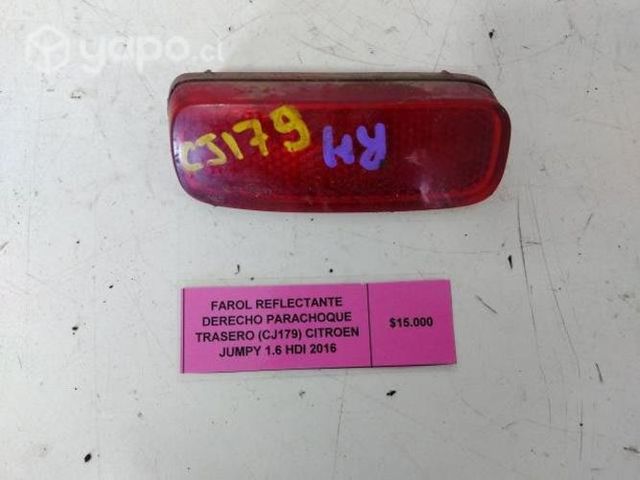 yapo.cl
CJ179 RH
FAROL REFLECTANTE
DERECHO PARACHOQUE
TRASERO (CJ179) CITROEN
JUMPY 1.6 HDI 2016
$15.000